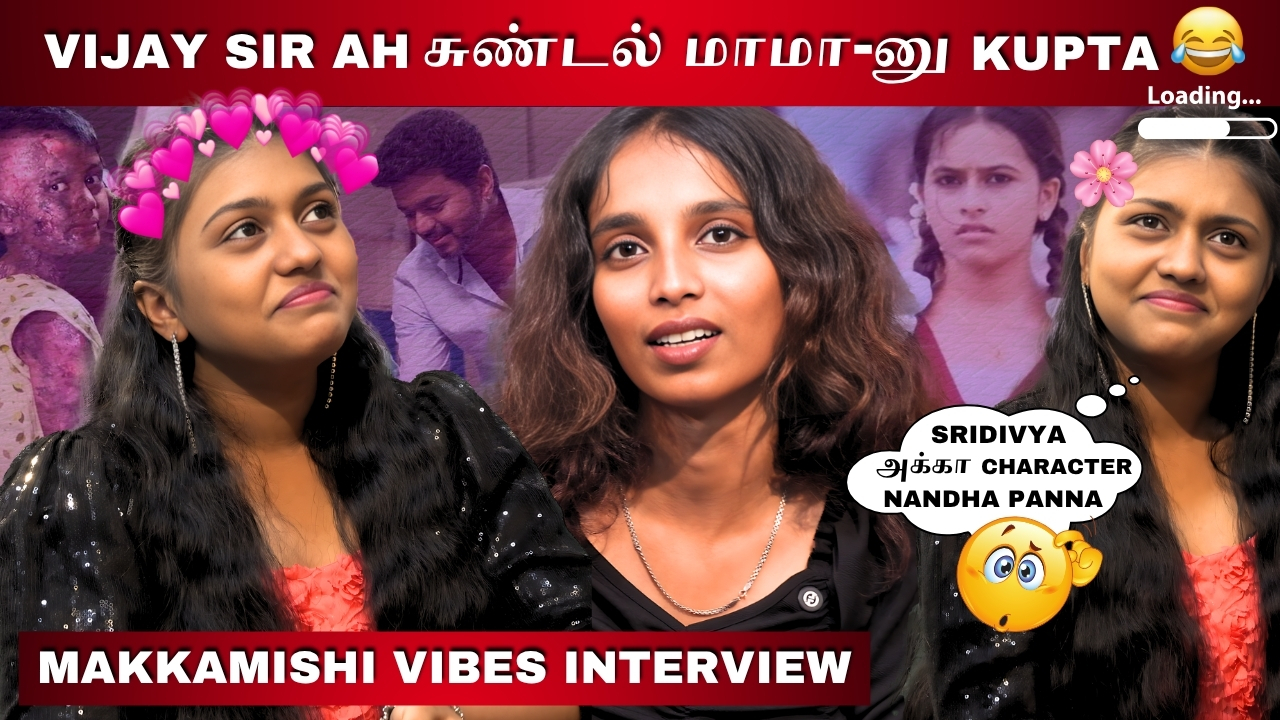 VIJAY SIR AH சுண்டல் மாமா-னு KUPTA
Loading...
SRIDIVYA
அக்கா CHARACTER
NANDHA PANNA
MAKKAMISHI VIBES INTERVIEW